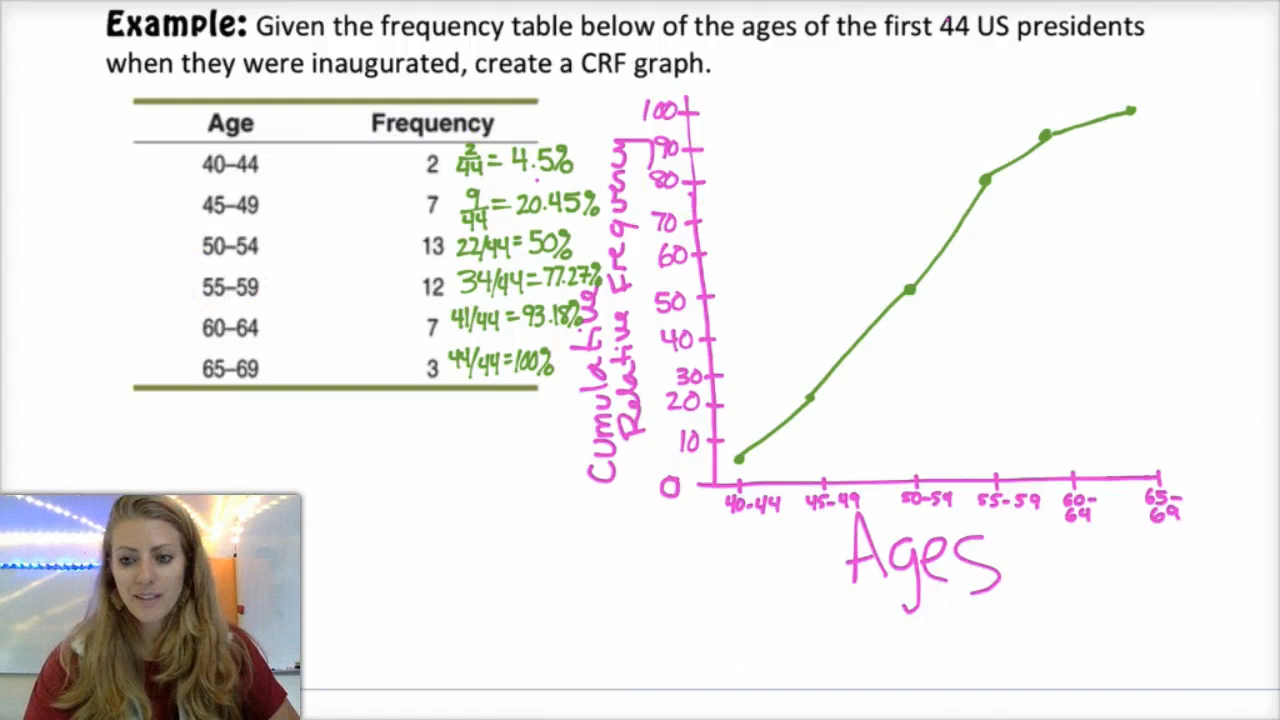 Example: Given the frequency table below of the ages of the first 44 US presidents
when they were inaugurated, create a CRF graph.
Age Frequency
40–44 2 2/44 = 4.5%
45–49 7 9/44 = 20.45%
50–54 13 22/44 = 50%
55–59 12 34/44 = 77.27%
60–64 7 41/44 = 93.18%
65–69 3 44/44 = 100%
Cumulative
Relative Frequency
100
90
80
70
60
50
40
30
20
10
0
40-44 45-49 50-59 55-59 60-64 65-69
Ages